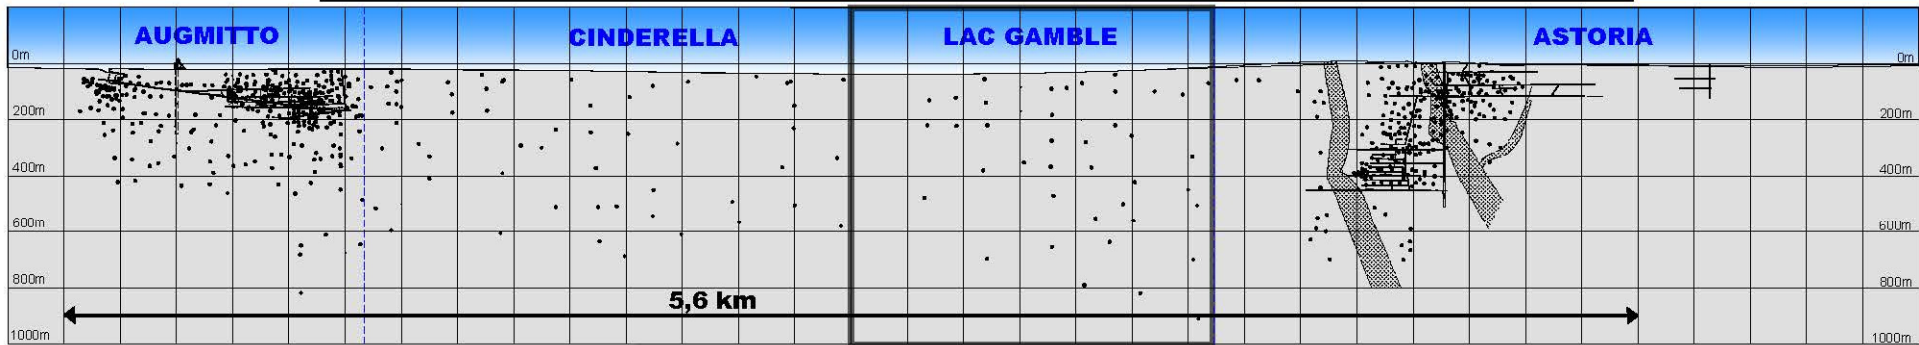 AUGMITTO CINDERELLA LAC GAMBLE ASTORIA
0m 0m
200m 200m
400m 400m
600m 600m
800m 800m
5,6 km
1000m 1000m